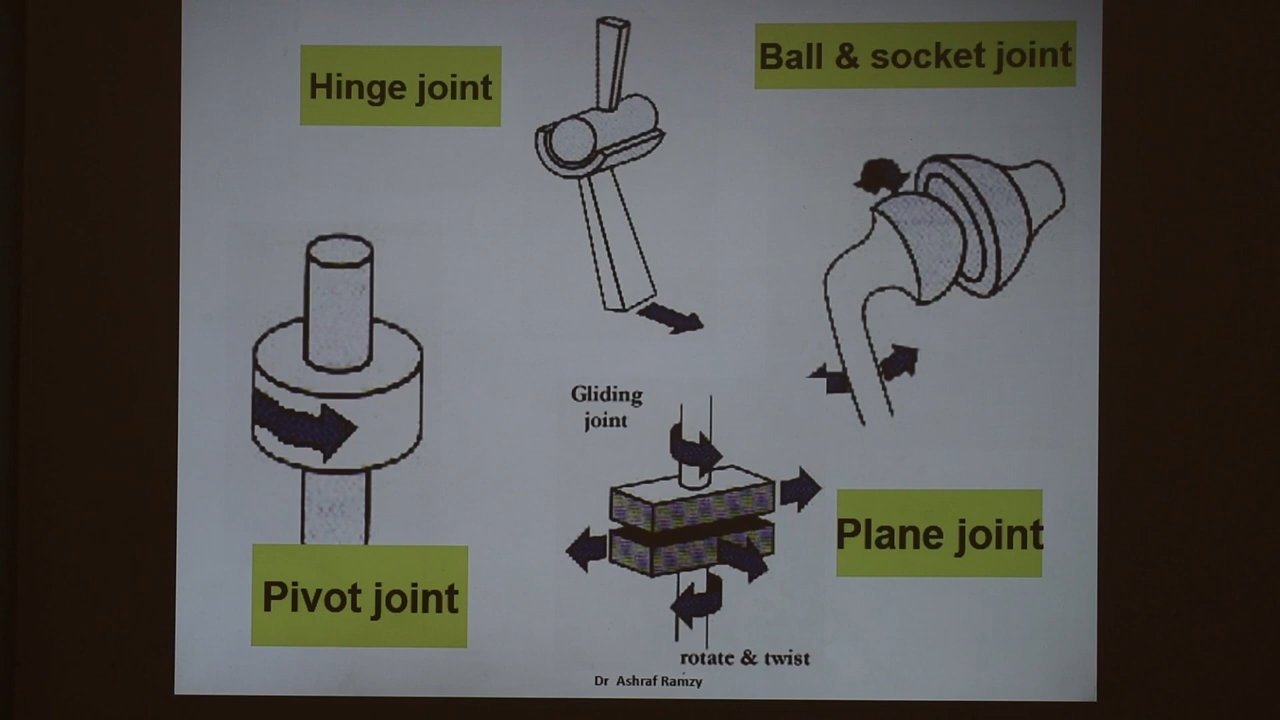 Hinge joint
Ball & socket joint
Gliding
joint
Plane joint
Pivot joint
rotate & twist
Dr Ashraf Ramzy